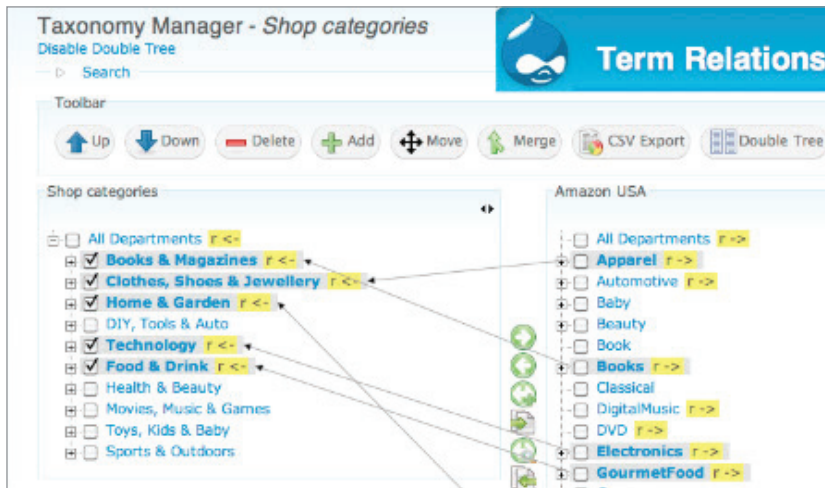 Taxonomy Manager - Shop categories
Disable Double Tree
Term Relations
Search
Toolbar
Up Down Delete Add Move Merge CSV Export Double Tree
Shop categories
All Departments r <-
Books & Magazines r <-
Clothes, Shoes & Jewellery r <-
Home & Garden r <-
DIY, Tools & Auto
Technology r <-
Food & Drink r <-
Health & Beauty
Movies, Music & Games
Toys, Kids & Baby
Sports & Outdoors
Amazon USA
All Departments r ->
Apparel r ->
Automotive r ->
Baby
Beauty
Book
Books r ->
Classical
DigitalMusic r ->
DVD r ->
Electronics r ->
GourmetFood r ->